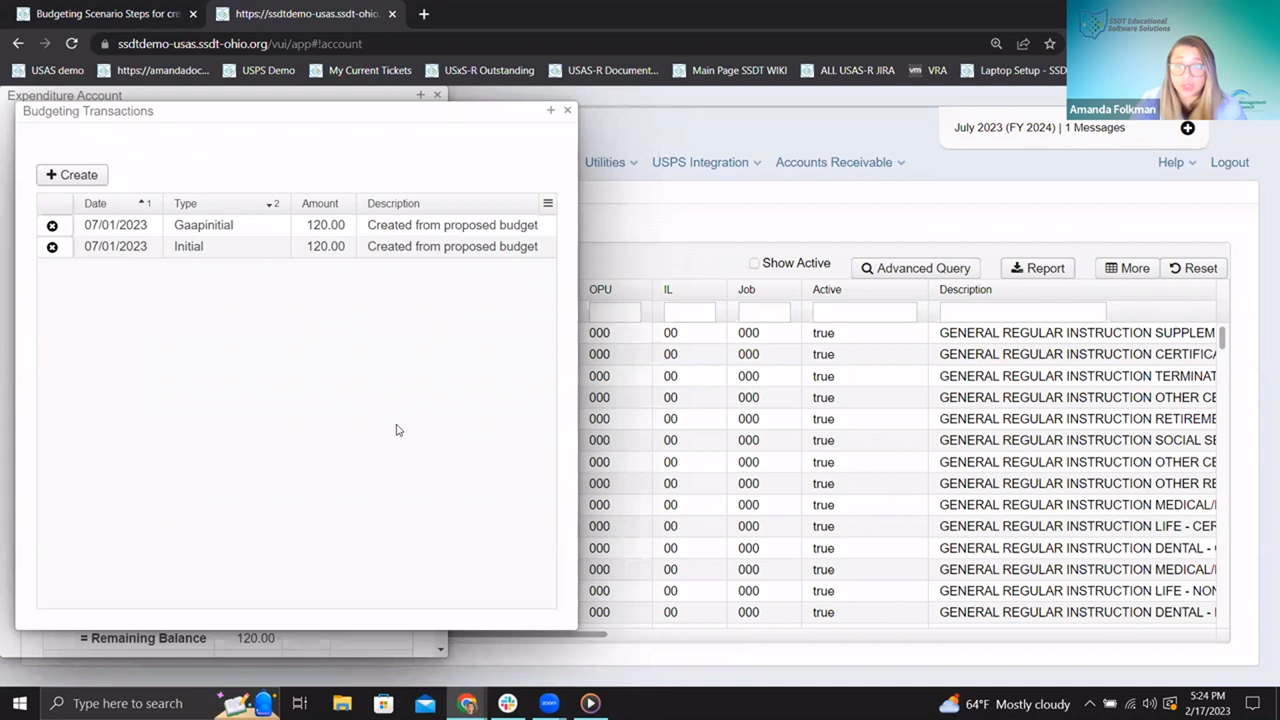 Budgeting Scenario Steps for cre
https://ssdtdemo-usas.ssdt-ohio.
ssdtdemo-usas.ssdt-ohio.org/vui/app#!account
USAS demo
https://amandadoc...
USPS Demo
My Current Tickets
USxS-R Outstanding
USAS-R Document...
Main Page SSDT WIKI
ALL USAS-R JIRA
VRA
Laptop Setup - SSD
SSDT Educational
Software Solutions
Management
Council
Amanda Folkman
Expenditure Account
Budgeting Transactions
July 2023 (FY 2024) | 1 Messages
Utilities
USPS Integration
Accounts Receivable
Help
Logout
Create
Date 1 Type 2 Amount Description
07/01/2023 Gaapinitial 120.00 Created from proposed budget
07/01/2023 Initial 120.00 Created from proposed budget
= Remaining Balance 120.00
Show Active
Advanced Query
Report
More
Reset
OPU IL Job Active Description
000 00 000 true GENERAL REGULAR INSTRUCTION SUPPLEM
000 00 000 true GENERAL REGULAR INSTRUCTION CERTIFICA
000 00 000 true GENERAL REGULAR INSTRUCTION TERMINAT
000 00 000 true GENERAL REGULAR INSTRUCTION OTHER CE
000 00 000 true GENERAL REGULAR INSTRUCTION RETIREME
000 00 000 true GENERAL REGULAR INSTRUCTION SOCIAL SE
000 00 000 true GENERAL REGULAR INSTRUCTION OTHER CE
000 00 000 true GENERAL REGULAR INSTRUCTION OTHER RE
000 00 000 true GENERAL REGULAR INSTRUCTION MEDICAL/
000 00 000 true GENERAL REGULAR INSTRUCTION LIFE - CER
000 00 000 true GENERAL REGULAR INSTRUCTION DENTAL -
000 00 000 true GENERAL REGULAR INSTRUCTION MEDICAL/
000 00 000 true GENERAL REGULAR INSTRUCTION LIFE - NON
000 00 000 true GENERAL REGULAR INSTRUCTION DENTAL -
Type here to search
64°F Mostly cloudy
5:24 PM
2/17/2023